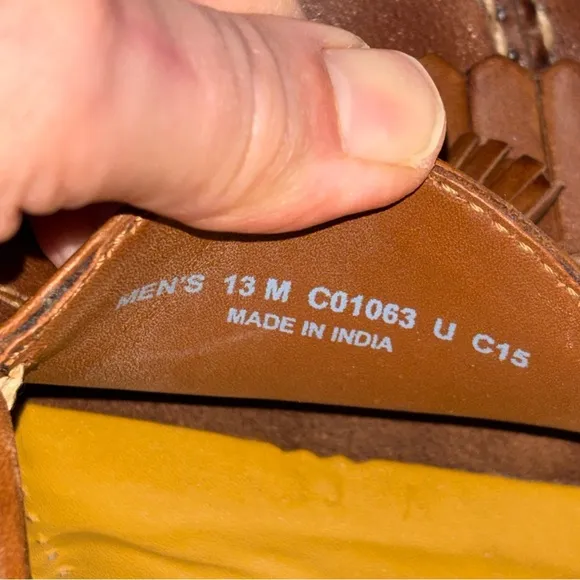 MEN'S 13 M C01063 U C15
MADE IN INDIA